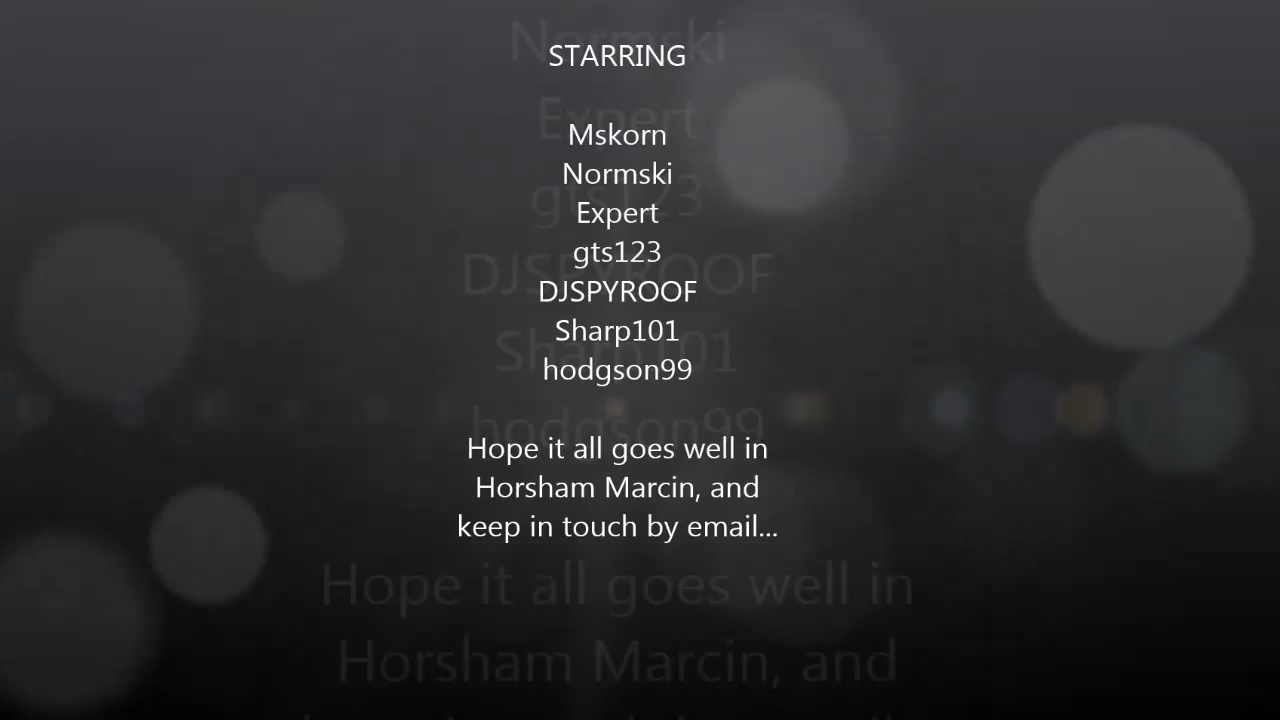 STARRING
Mskorn
Normski
Expert
gts123
DJSPYROOF
Sharp101
hodgson99
Hope it all goes well in
Horsham Marcin, and
keep in touch by email...